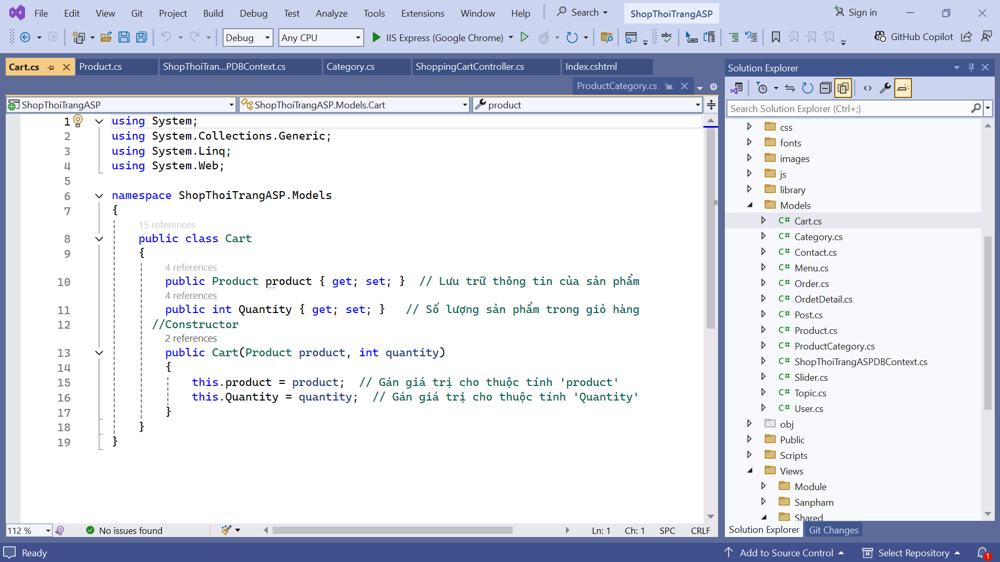 File Edit View Git Project Build Debug Test Analyze Tools Extensions Window Help Search ShopThoiTrangASP Sign in
Debug Any CPU IIS Express (Google Chrome) abc GitHub Copilot
Cart.cs Product.cs ShopThoiTran...PDBContext.cs Category.cs ShoppingCartController.cs Index.cshtml
ProductCategory.cs
ShopThoiTrangASP ShopThoiTrangASP.Models.Cart product
1 using System;
2 using System.Collections.Generic;
3 using System.Linq;
4 using System.Web;
5
6 namespace ShopThoiTrangASP.Models
7 {
15 references
8 public class Cart
9 {
4 references
10 public Product product { get; set; } // Lưu trữ thông tin của sản phẩm
4 references
11 public int Quantity { get; set; } // Số lượng sản phẩm trong giỏ hàng
12 //Constructor
2 references
13 public Cart(Product product, int quantity)
14 {
15 this.product = product; // Gán giá trị cho thuộc tính 'product'
16 this.Quantity = quantity; // Gán giá trị cho thuộc tính 'Quantity'
17 }
18 }
19 }
112 % No issues found Ln: 1 Ch: 1 SPC CRLF
Solution Explorer
Search Solution Explorer (Ctrl+;)
css
fonts
images
js
library
Models
C# Cart.cs
C# Category.cs
C# Contact.cs
C# Menu.cs
C# Order.cs
C# OrdetDetail.cs
C# Post.cs
C# Product.cs
C# ProductCategory.cs
C# ShopThoiTrangASPDBContext.cs
C# Slider.cs
C# Topic.cs
C# User.cs
obj
Public
Scripts
Views
Module
Sanpham
Shared
Solution Explorer Git Changes
Ready Add to Source Control Select Repository 1